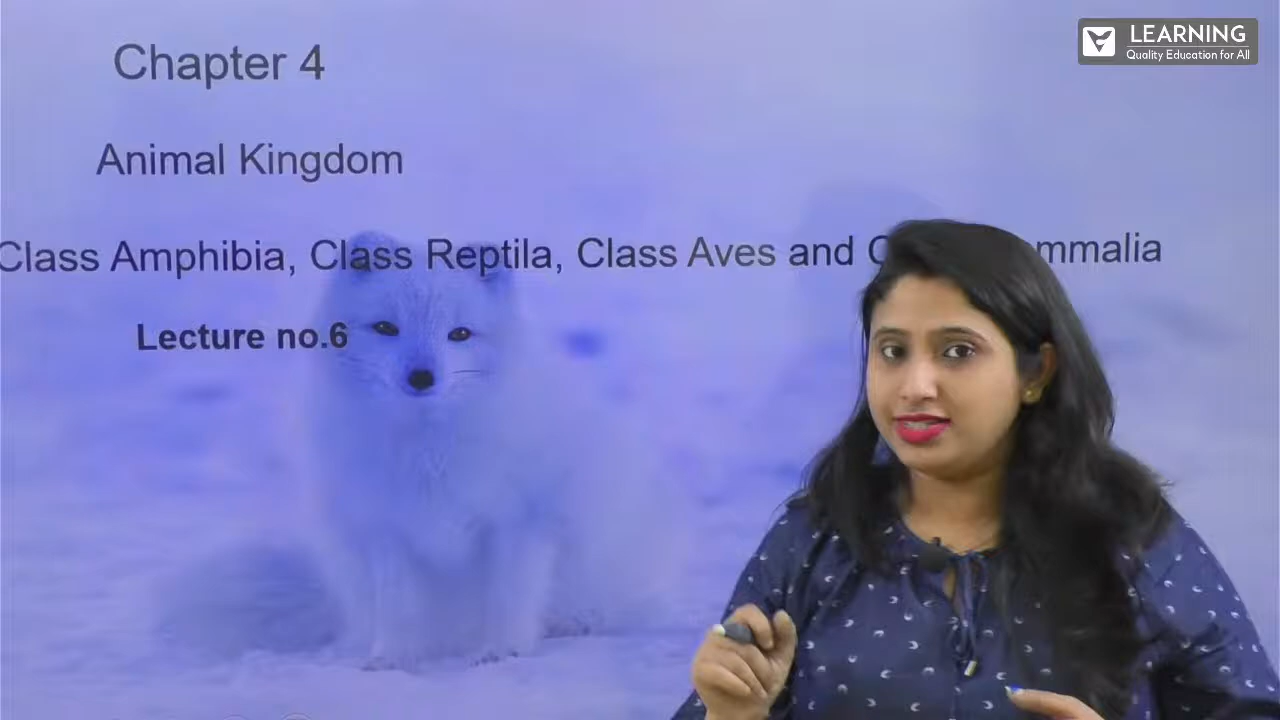 LEARNING
Quality Education for All
Chapter 4
Animal Kingdom
Class Amphibia, Class Reptila, Class Aves and C mmalia
Lecture no.6